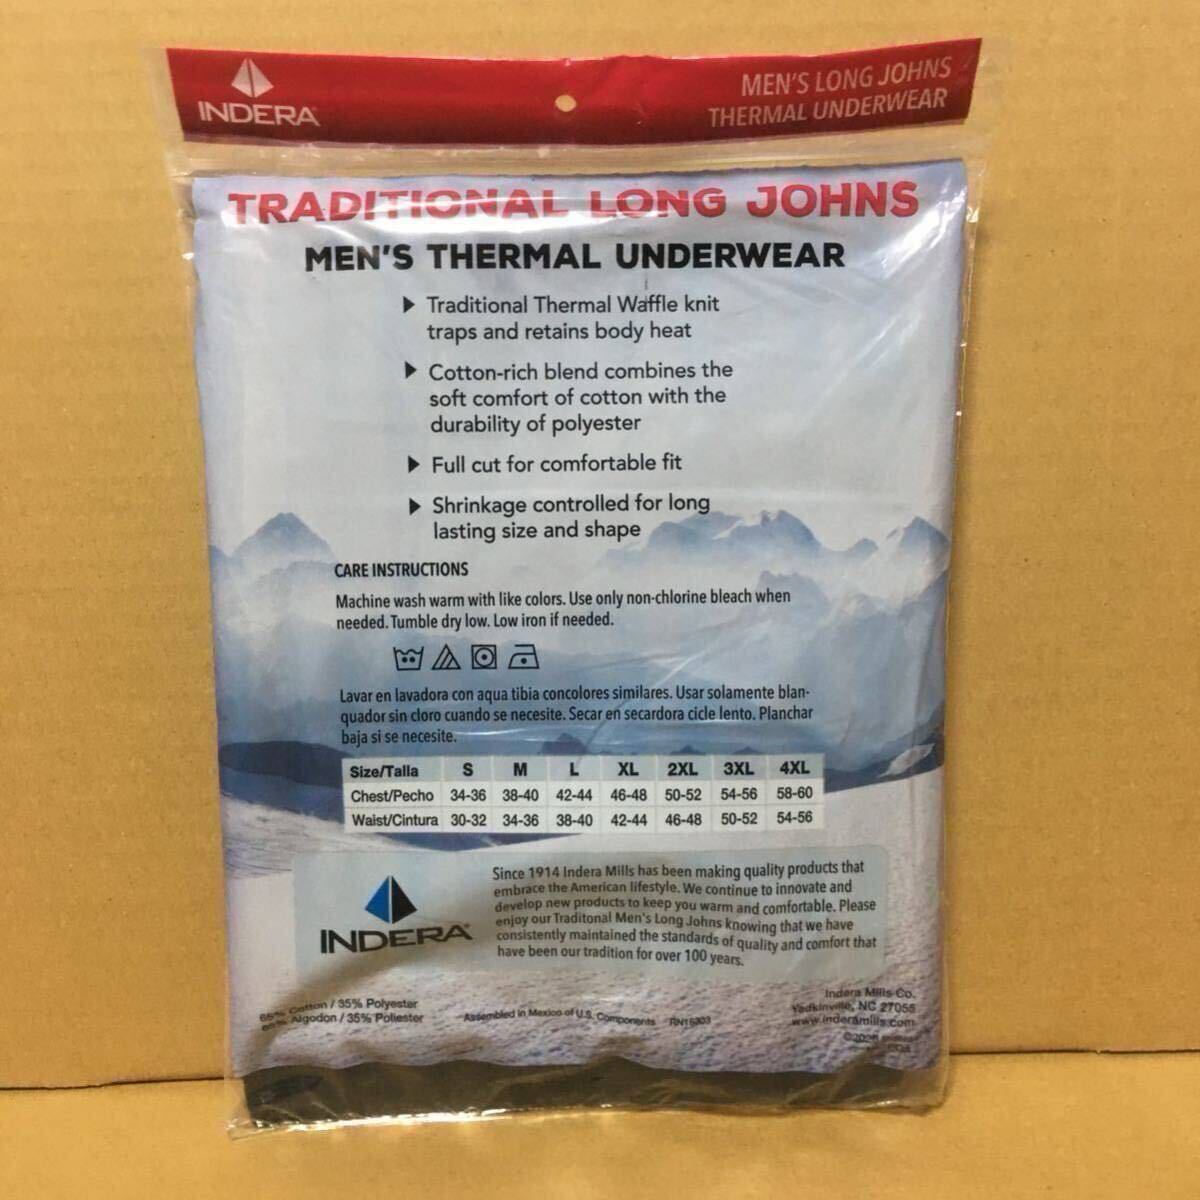 INDERA
MEN'S LONG JOHNS
THERMAL UNDERWEAR
TRADITIONAL LONG JOHNS
MEN'S THERMAL UNDERWEAR
Traditional Thermal Waffle knit
traps and retains body heat
Cotton-rich blend combines the
soft comfort of cotton with the
durability of polyester
Full cut for comfortable fit
Shrinkage controlled for long
lasting size and shape
CARE INSTRUCTIONS
Machine wash warm with like colors. Use only non-chlorine bleach when
needed. Tumble dry low. Low iron if needed.
Lavar en lavadora con aqua tibia concolores similares. Usar solamente blan-
quador sin cloro cuando se necesite. Secar en secardora cicle lento. Planchar
baja si se necesite.
Size/Talla S M L XL 2XL 3XL 4XL
Chest/Pecho 34-36 38-40 42-44 46-48 50-52 54-56 58-60
Waist/Cintura 30-32 34-36 38-40 42-44 46-48 50-52 54-56
INDERA
Since 1914 Indera Mills has been making quality products that
embrace the American lifestyle. We continue to innovate and
develop new products to keep you warm and comfortable. Please
enjoy our Traditonal Men's Long Johns knowing that we have
consistently maintained the standards of quality and comfort that
have been our tradition for over 100 years.
65% Cotton / 35% Polyester
65% Algodon / 35% Poliester
Assembled in Mexico of U.S. Components
Indera Mills Co.
Yadkinville, NC 27055
www.inderamills.com